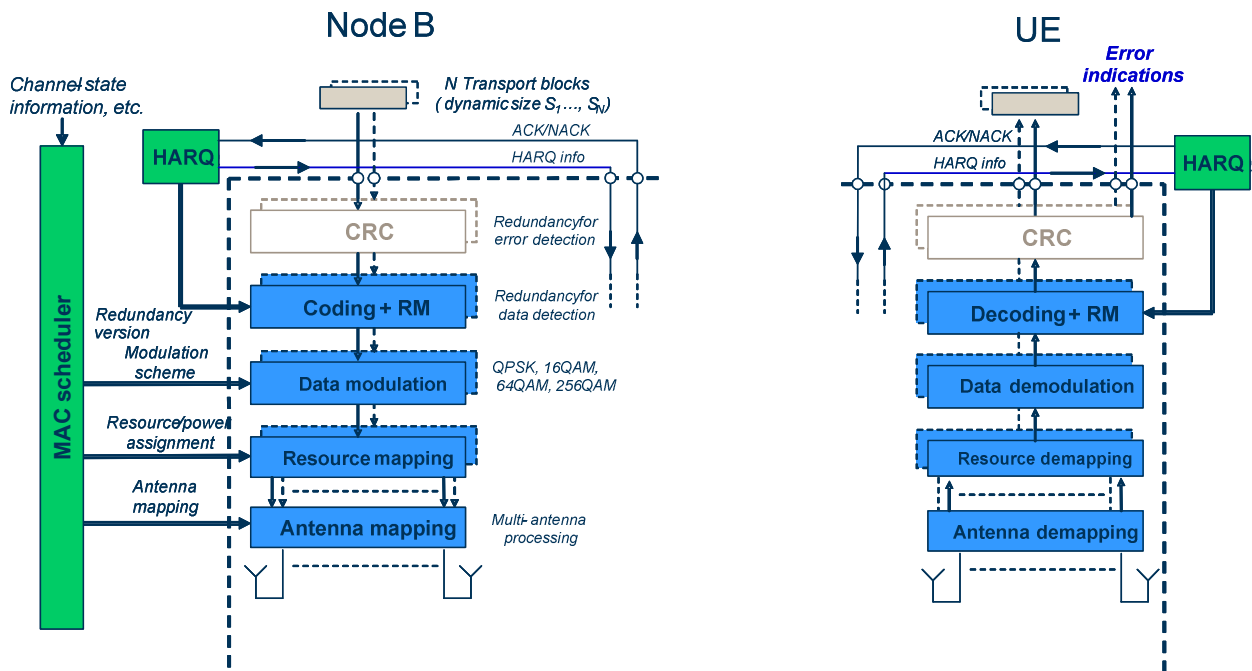 Node B
UE
Channel-state
information, etc.
N Transport blocks
(dynamic size S1..., SN)
Error
indications
ACK/NACK
HARQ
HARQ info
ACK/NACK
HARQ info
HARQ
CRC
Redundancy for
error detection
CRC
Coding + RM
Redundancy for
data detection
Decoding + RM
Redundancy
version
Modulation
scheme
Data modulation
QPSK, 16QAM,
64QAM, 256QAM
Data demodulation
MAC scheduler
Resource/power
assignment
Resource mapping
Resource demapping
Antenna
mapping
Antenna mapping
Multi-antenna
processing
Antenna demapping